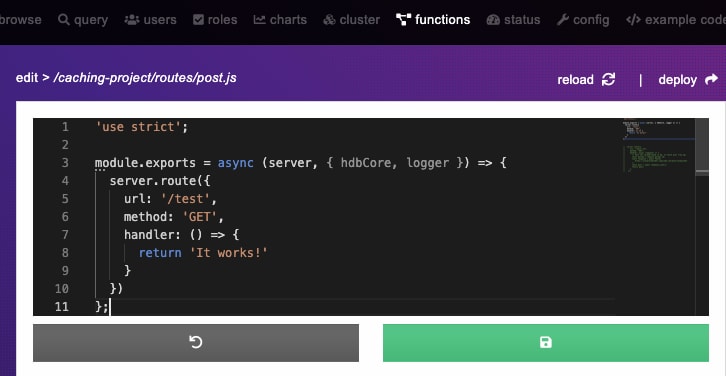 browse query users roles charts cluster functions status config </> example code
edit > /caching-project/routes/post.js reload | deploy
1 'use strict';
2
3 module.exports = async (server, { hdbCore, logger }) => {
4 server.route({
5 url: '/test',
6 method: 'GET',
7 handler: () => {
8 return 'It works!'
9 }
10 })
11 };